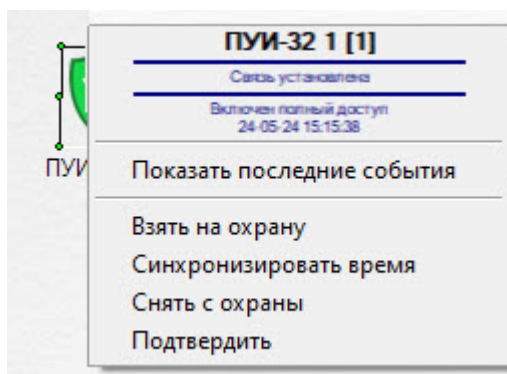 ПУИ-32 1 [1]
Связь установлена
Включен полный доступ
24-05-24 15:15:38
ПУИ
Показать последние события
Взять на охрану
Синхронизировать время
Снять с охраны
Подтвердить